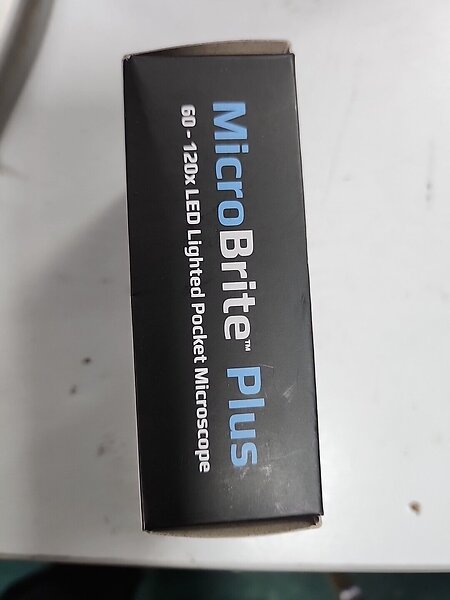 MicroBrite™ Plus
60-120x LED Lighted Pocket Microscope